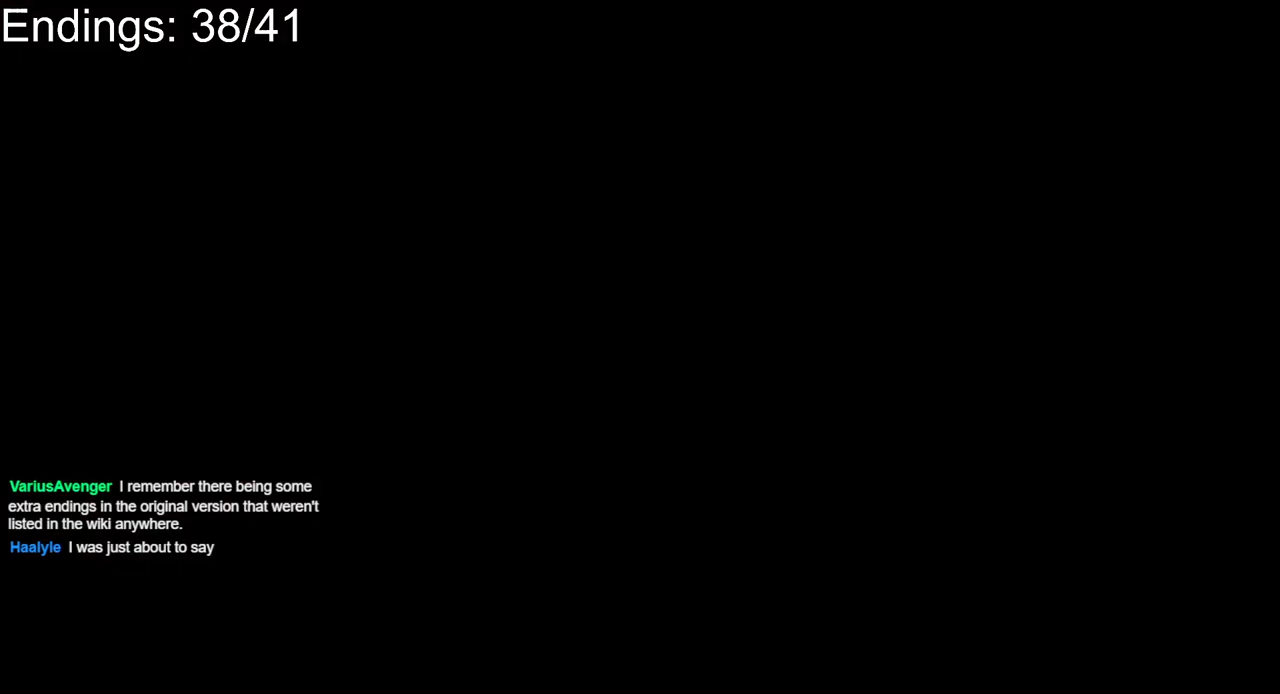 Endings: 38/41
VariusAvenger I remember there being some
extra endings in the original version that weren't
listed in the wiki anywhere.
Haalyle I was just about to say